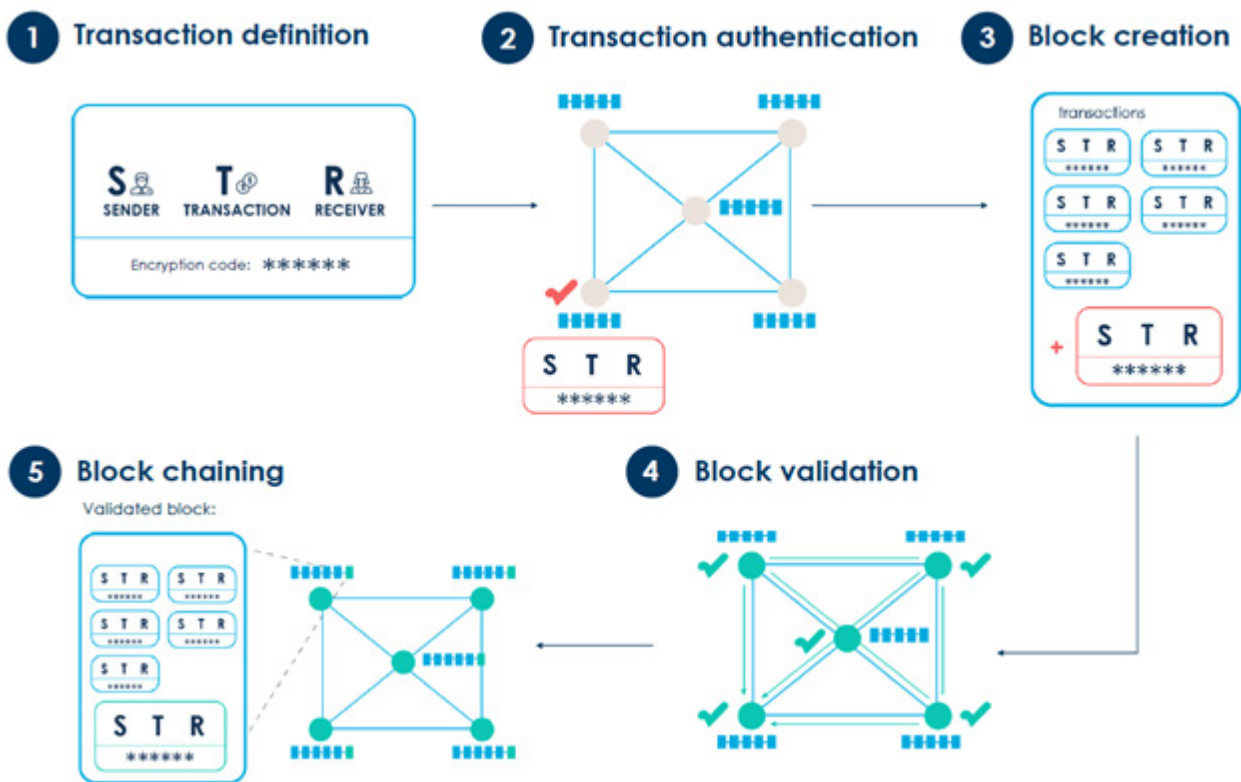 1 Transaction definition
S T R
SENDER TRANSACTION RECEIVER
Encryption code: ******
2 Transaction authentication
S T R
******
3 Block creation
transactions
S T R S T R
****** ******
S T R S T R
****** ******
S T R
******
+ S T R
******
4 Block validation
5 Block chaining
Validated block:
S T R S T R
****** ******
S T R S T R
****** ******
S T R
******
S T R
******